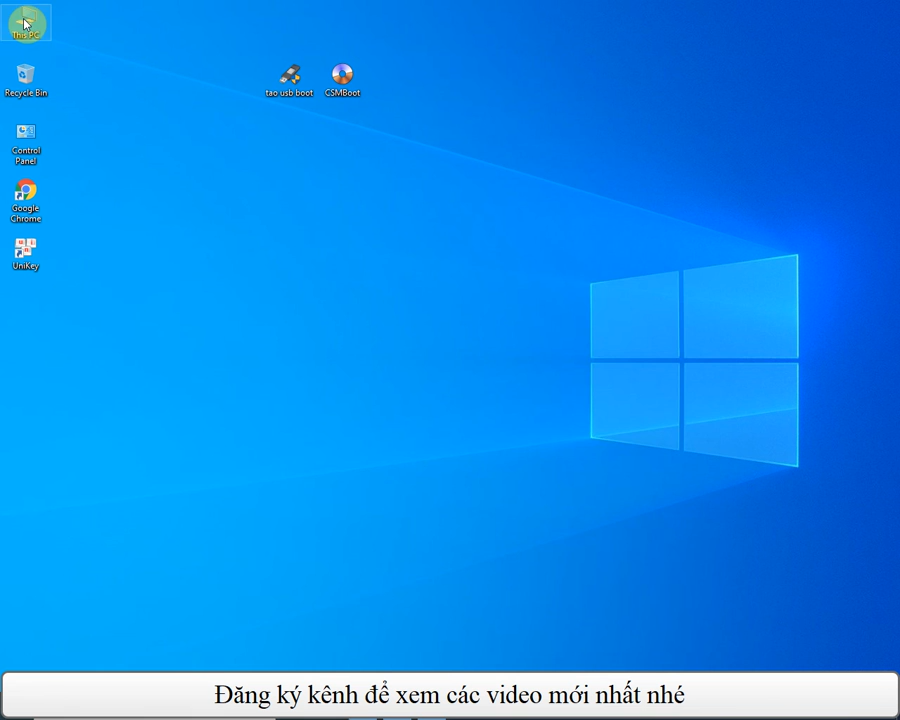 This PC
Recycle Bin
Control
Panel
Google
Chrome
UniKey
tao usb boot
CSMBoot
Đăng ký kênh để xem các video mới nhất nhé